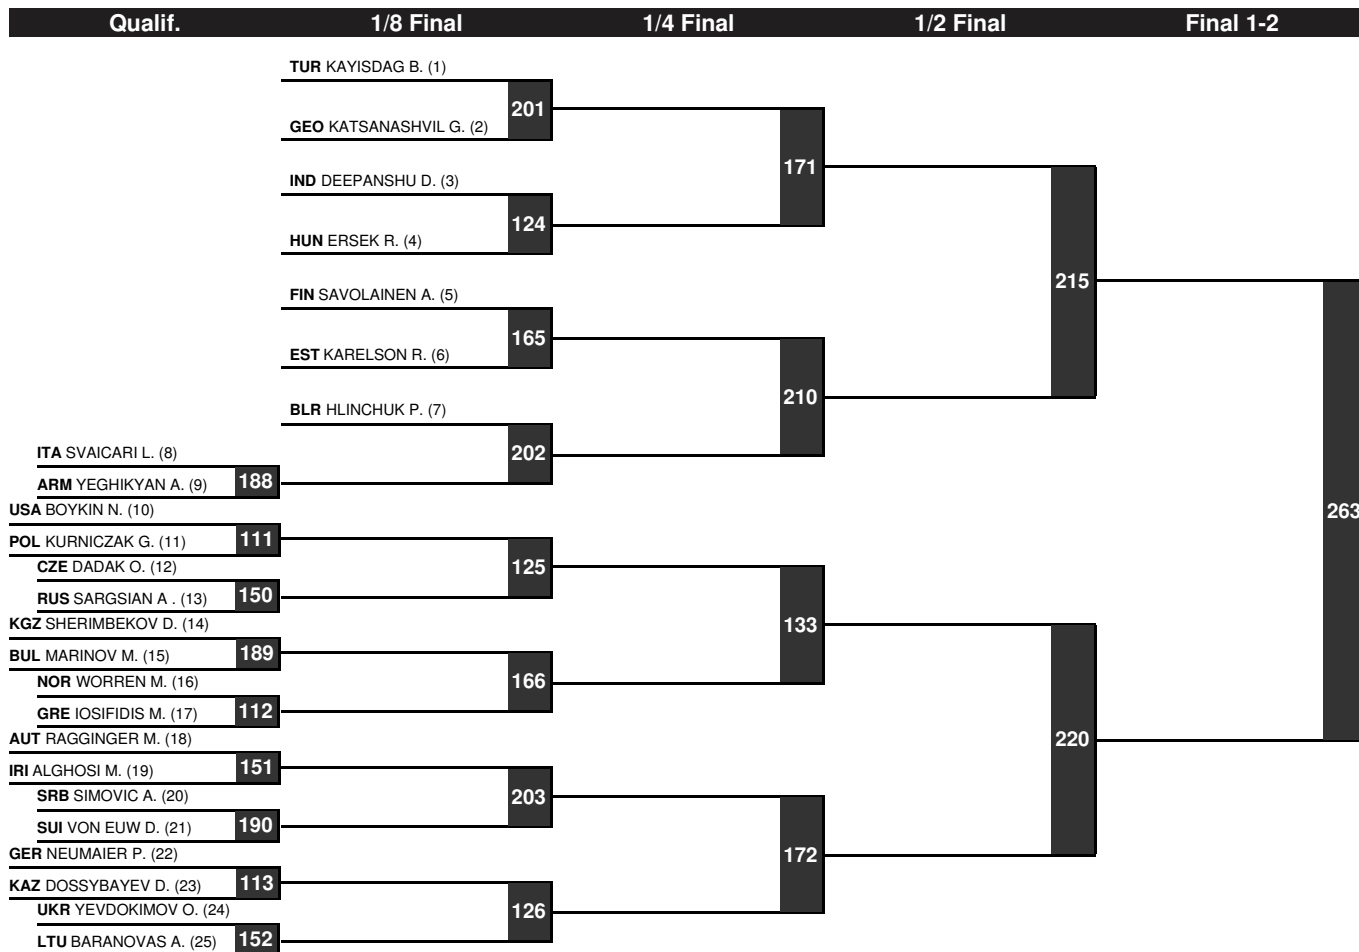 Qualif. 1/8 Final 1/4 Final 1/2 Final Final 1-2
TUR KAYISDAG B. (1)
201
GEO KATSANASHVIL G. (2)
171
IND DEEPANSHU D. (3)
124
HUN ERSEK R. (4)
215
FIN SAVOLAINEN A. (5)
165
EST KARELSON R. (6)
210
BLR HLINCHUK P. (7)
202
ITA SVAICARI L. (8)
ARM YEGHIKYAN A. (9) 188
USA BOYKIN N. (10)
263
POL KURNICZAK G. (11) 111
125
CZE DADAK O. (12)
RUS SARGSIAN A . (13) 150
133
KGZ SHERIMBEKOV D. (14)
BUL MARINOV M. (15) 189
166
NOR WORREN M. (16)
GRE IOSIFIDIS M. (17) 112
220
AUT RAGGINGER M. (18)
IRI ALGHOSI M. (19) 151
203
SRB SIMOVIC A. (20)
SUI VON EUW D. (21) 190
172
GER NEUMAIER P. (22)
KAZ DOSSYBAYEV D. (23) 113
126
UKR YEVDOKIMOV O. (24)
LTU BARANOVAS A. (25) 152